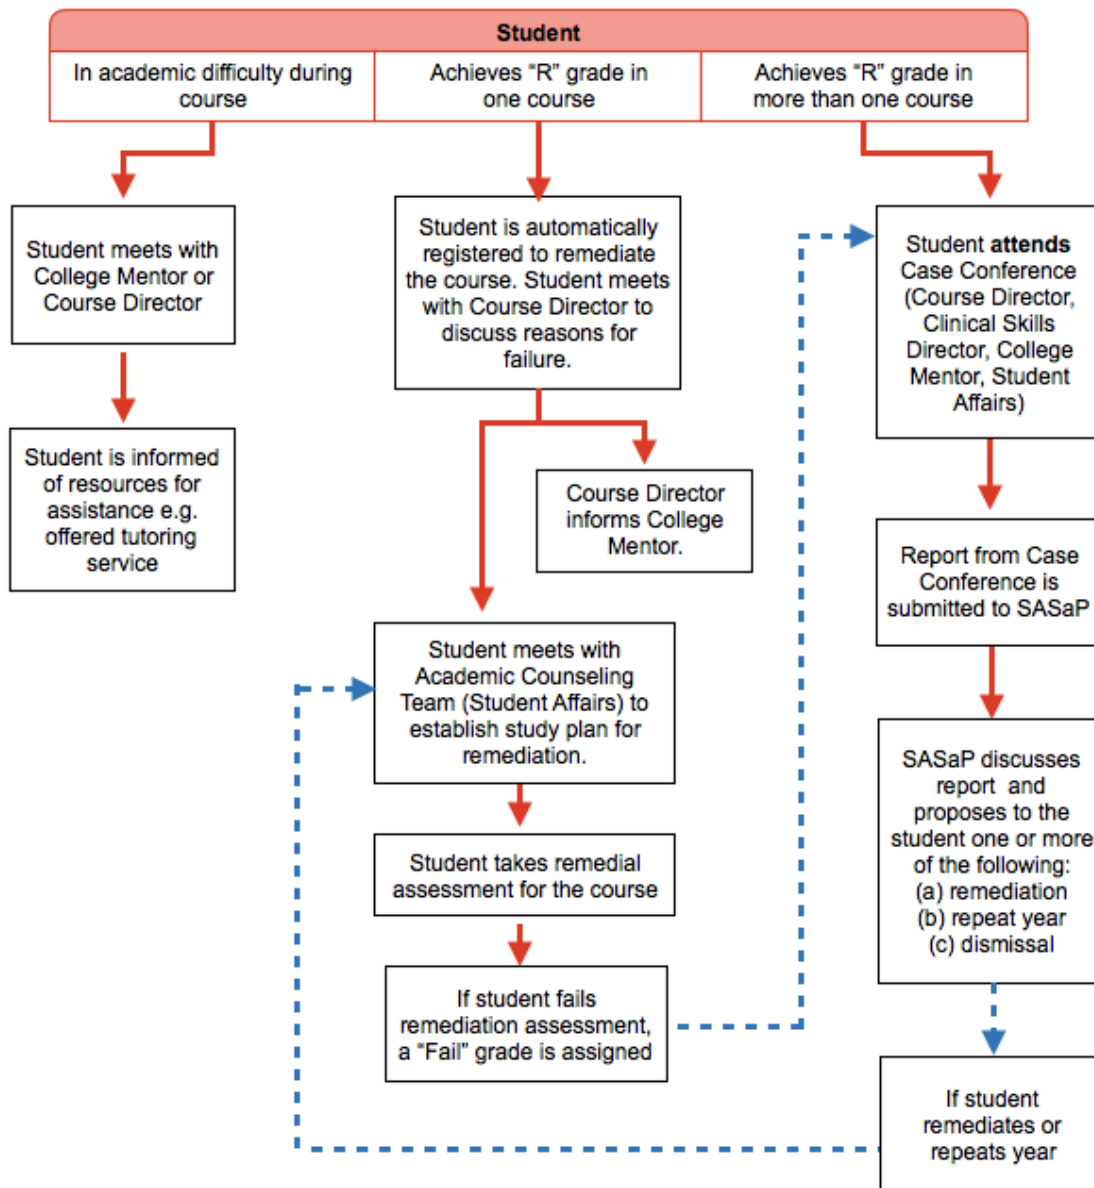 Student
In academic difficulty during
course
Achieves “R” grade in
one course
Achieves “R” grade in
more than one course
Student meets with
College Mentor or
Course Director
Student is informed
of resources for
assistance e.g.
offered tutoring
service
Student is automatically
registered to remediate
the course. Student meets
with Course Director to
discuss reasons for
failure.
Course Director
informs College
Mentor.
Student meets with
Academic Counseling
Team (Student Affairs) to
establish study plan for
remediation.
Student takes remedial
assessment for the course
If student fails
remediation assessment,
a “Fail” grade is assigned
Student attends
Case Conference
(Course Director,
Clinical Skills
Director, College
Mentor, Student
Affairs)
Report from Case
Conference is
submitted to SASaP
SASaP discusses
report and
proposes to the
student one or more
of the following:
(a) remediation
(b) repeat year
(c) dismissal
If student
remediates or
repeats year